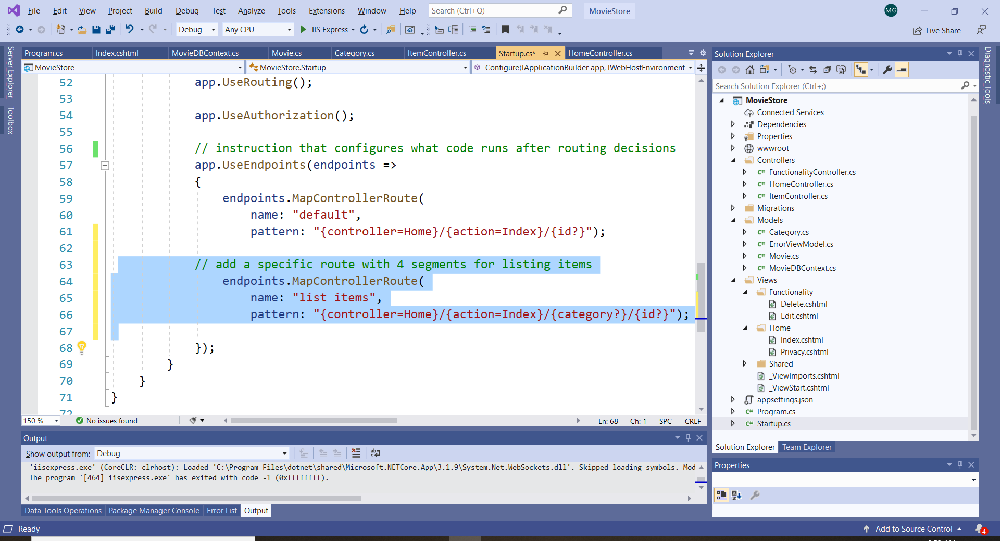 File Edit View Project Build Debug Test Analyze Tools Extensions Window Help Search (Ctrl+Q) MovieStore MG
Debug Any CPU IIS Express Live Share
Server Explorer
Toolbox
Program.cs Index.cshtml MovieDBContext.cs Movie.cs Category.cs ItemController.cs Startup.cs* HomeController.cs
MovieStore MovieStore.Startup Configure(IApplicationBuilder app, IWebHostEnvironment
52 app.UseRouting();
53
54 app.UseAuthorization();
55
56 // instruction that configures what code runs after routing decisions
57 app.UseEndpoints(endpoints =>
58 {
59 endpoints.MapControllerRoute(
60 name: "default",
61 pattern: "{controller=Home}/{action=Index}/{id?}");
62
63 // add a specific route with 4 segments for listing items
64 endpoints.MapControllerRoute(
65 name: "list items",
66 pattern: "{controller=Home}/{action=Index}/{category?}/{id?}");
67
68 });
69 }
70 }
71 }
72
150 % No issues found Ln: 68 Ch: 1 SPC CRLF
Output
Show output from: Debug
'iisexpress.exe' (CoreCLR: clrhost): Loaded 'C:\Program Files\dotnet\shared\Microsoft.NETCore.App\3.1.9\System.Net.WebSockets.dll'. Skipped loading symbols. Mod
The program '[464] iisexpress.exe' has exited with code -1 (0xffffffff).
Data Tools Operations Package Manager Console Error List Output
Solution Explorer
Search Solution Explorer (Ctrl+;)
MovieStore
Connected Services
Dependencies
Properties
wwwroot
Controllers
C# FunctionalityController.cs
C# HomeController.cs
C# ItemController.cs
Migrations
Models
C# Category.cs
C# ErrorViewModel.cs
C# Movie.cs
C# MovieDBContext.cs
Views
Functionality
Delete.cshtml
Edit.cshtml
Home
Index.cshtml
Privacy.cshtml
Shared
_ViewImports.cshtml
_ViewStart.cshtml
appsettings.json
C# Program.cs
C# Startup.cs
Solution Explorer Team Explorer
Properties
Diagnostic Tools
Ready Add to Source Control 4